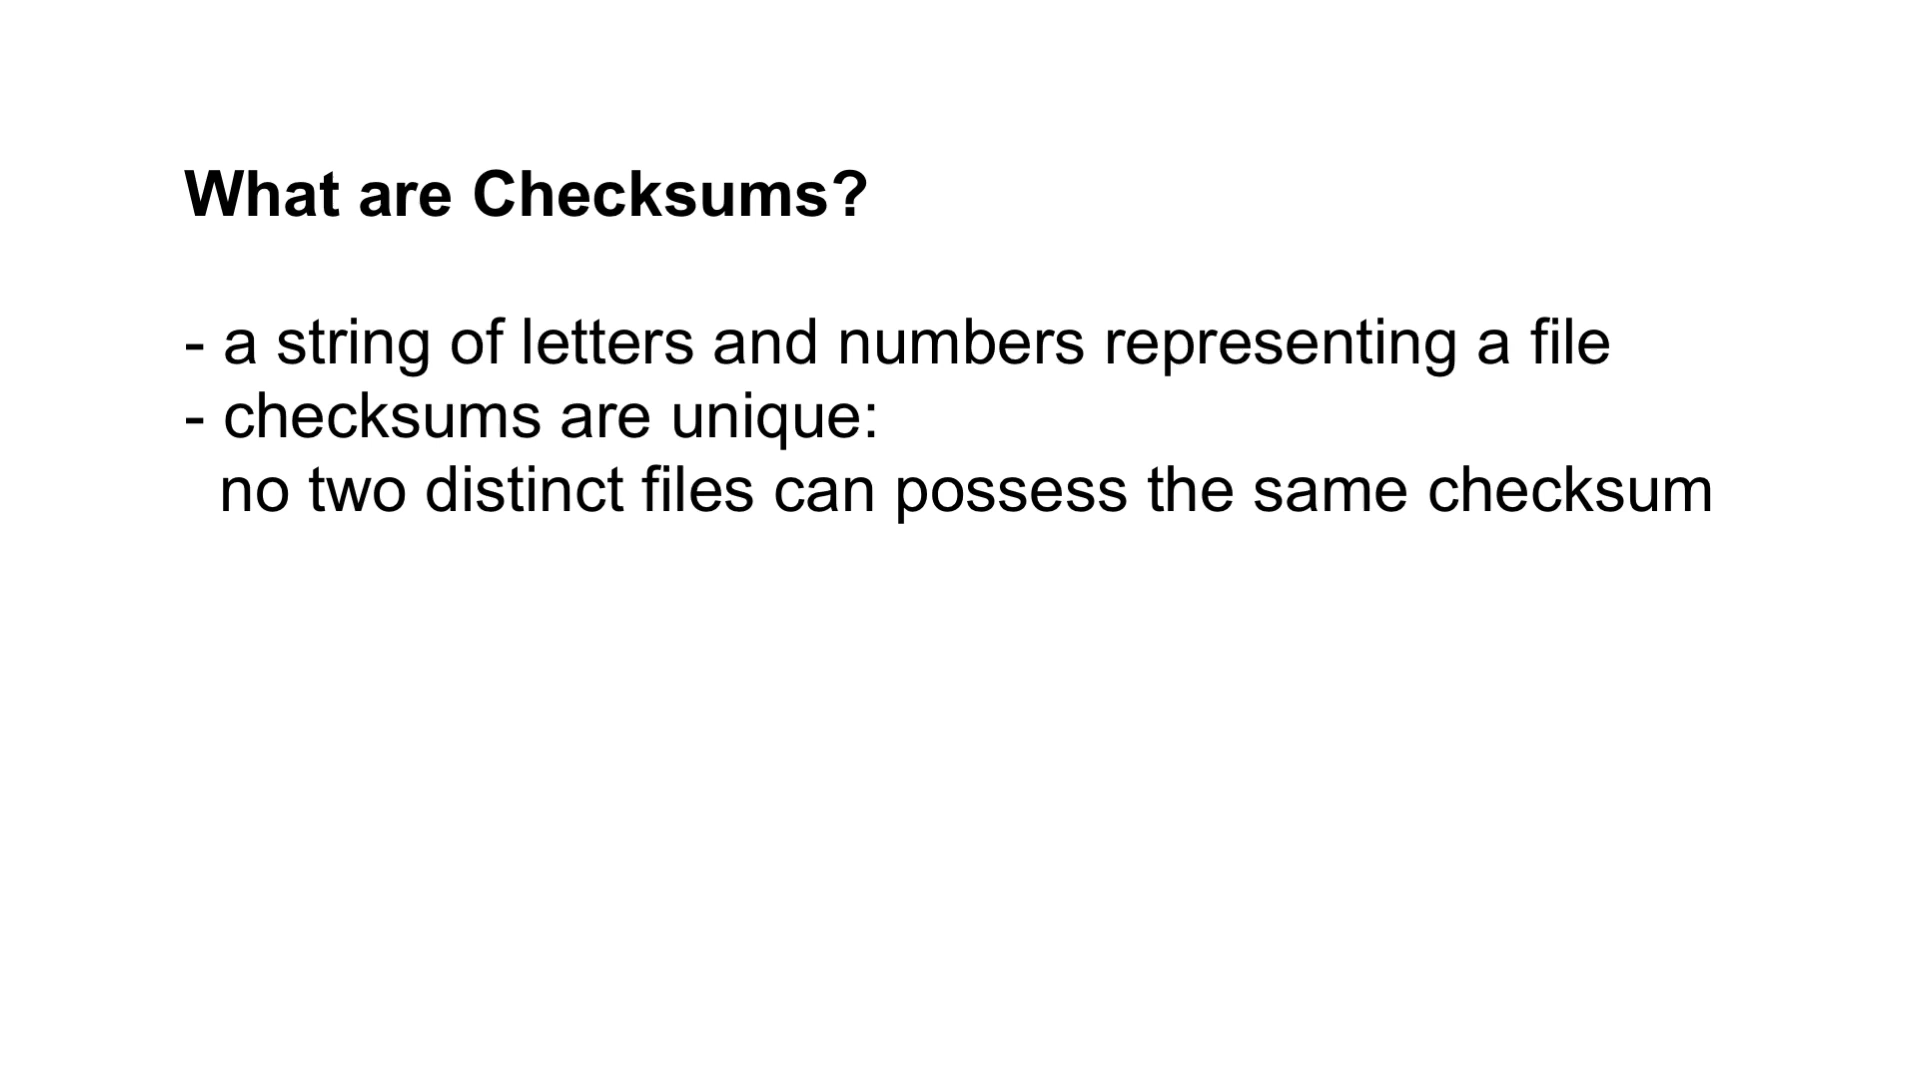 What are Checksums?
- a string of letters and numbers representing a file
- checksums are unique:
no two distinct files can possess the same checksum